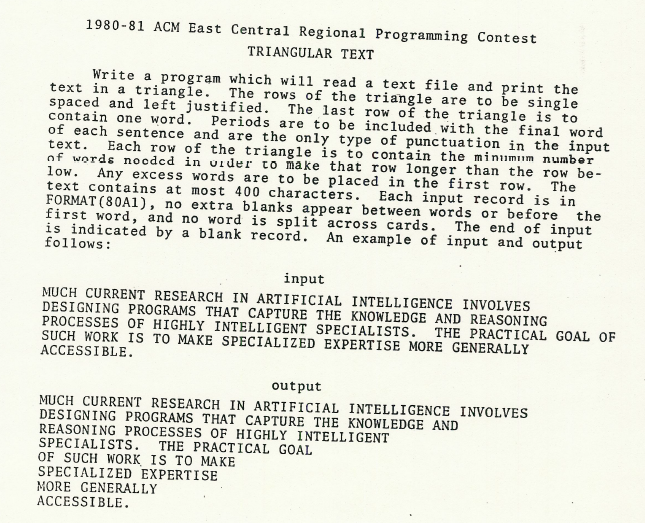 1980-81 ACM East Central Regional Programming Contest
TRIANGULAR TEXT
Write a program which will read a text file and print the
text in a triangle.  The rows of the triangle are to be single
spaced and left justified.  The last row of the triangle is to
contain one word.  Periods are to be included with the final word
of each sentence and are the only type of punctuation in the input
text.  Each row of the triangle is to contain the minimum number
of words needed in order to make that row longer than the row be-
low.  Any excess words are to be placed in the first row.  The
text contains at most 400 characters.  Each input record is in
FORMAT(80A1), no extra blanks appear between words or before the
first word, and no word is split across cards.  The end of input
is indicated by a blank record.  An example of input and output
follows:
input
MUCH CURRENT RESEARCH IN ARTIFICIAL INTELLIGENCE INVOLVES
DESIGNING PROGRAMS THAT CAPTURE THE KNOWLEDGE AND REASONING
PROCESSES OF HIGHLY INTELLIGENT SPECIALISTS.  THE PRACTICAL GOAL OF
SUCH WORK IS TO MAKE SPECIALIZED EXPERTISE MORE GENERALLY
ACCESSIBLE.
output
MUCH CURRENT RESEARCH IN ARTIFICIAL INTELLIGENCE INVOLVES
DESIGNING PROGRAMS THAT CAPTURE THE KNOWLEDGE AND
REASONING PROCESSES OF HIGHLY INTELLIGENT
SPECIALISTS.  THE PRACTICAL GOAL
OF SUCH WORK IS TO MAKE
SPECIALIZED EXPERTISE
MORE GENERALLY
ACCESSIBLE.